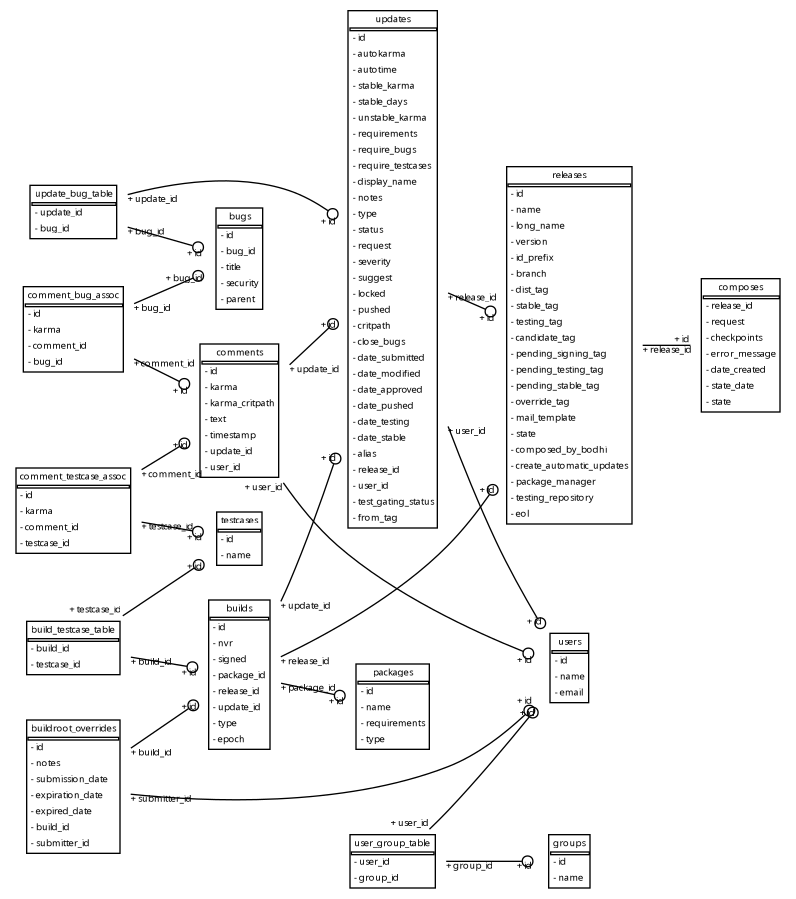 updates
- id
- autokarma
- autotime
- stable_karma
- stable_days
- unstable_karma
- requirements
- require_bugs
- require_testcases
- display_name
- notes
- type
- status
- request
- severity
- suggest
- locked
- pushed
- critpath
- close_bugs
- date_submitted
- date_modified
- date_approved
- date_pushed
- date_testing
- date_stable
- alias
- release_id
- user_id
- test_gating_status
- from_tag
releases
- id
- name
- long_name
- version
- id_prefix
- branch
- dist_tag
- stable_tag
- testing_tag
- candidate_tag
- pending_signing_tag
- pending_testing_tag
- pending_stable_tag
- override_tag
- mail_template
- state
- composed_by_bodhi
- create_automatic_updates
- package_manager
- testing_repository
- eol
composes
- release_id
- request
- checkpoints
- error_message
- date_created
- state_date
- state
+ id
+ release_id
update_bug_table
- update_id
- bug_id
+ update_id
+ id
+ bug_id
+ id
bugs
- id
- bug_id
- title
- security
- parent
comment_bug_assoc
- id
- karma
- comment_id
- bug_id
+ bug_id
+ bug_id
+ comment_id
+ id
comments
- id
- karma
- karma_critpath
- text
- timestamp
- update_id
- user_id
+ id
+ update_id
+ release_id
+ id
+ user_id
+ id
comment_testcase_assoc
- id
- karma
- comment_id
- testcase_id
+ id
+ comment_id
+ testcase_id
+ id
testcases
- id
- name
+ user_id
+ id
+ id
+ id
+ testcase_id
build_testcase_table
- build_id
- testcase_id
+ build_id
+ id
builds
- id
- nvr
- signed
- package_id
- release_id
- update_id
- type
- epoch
+ update_id
+ release_id
+ package_id
+ id
packages
- id
- name
- requirements
- type
+ id
users
- id
- name
- email
+ id
+ id
buildroot_overrides
- id
- notes
- submission_date
- expiration_date
- expired_date
- build_id
- submitter_id
+ id
+ build_id
+ submitter_id
+ user_id
user_group_table
- user_id
- group_id
+ group_id
+ id
groups
- id
- name